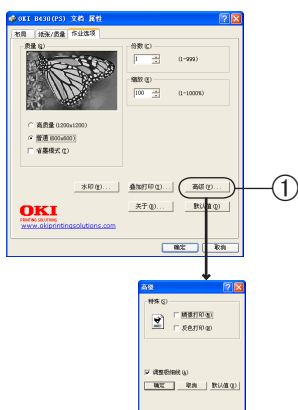 OKI B430(PS) 文档 属性
布局 纸张/质量 作业选项
质量(Q)
份数(C)
1 (1-999)
缩放(S)
100 (1-1000%)
高质量(1200x1200)
普通(600x600)
省墨模式(T)
水印(W)... 叠加打印(O)... 高级(P)...
1
OKI
PRINTING SOLUTIONS
www.okiprintingsolutions.com
关于(B)... 默认值(D)
确定 取消
高级
特殊(S)
镜像打印(M)
反色打印(N)
调整极细线(A)
确定 取消 默认值(D)